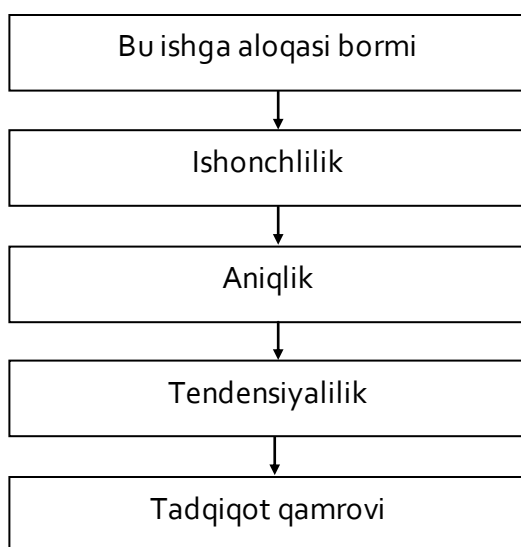 Bu ishga aloqasi bormi
Ishonchlilik
Aniqlik
Tendensiyalilik
Tadqiqot qamrovi